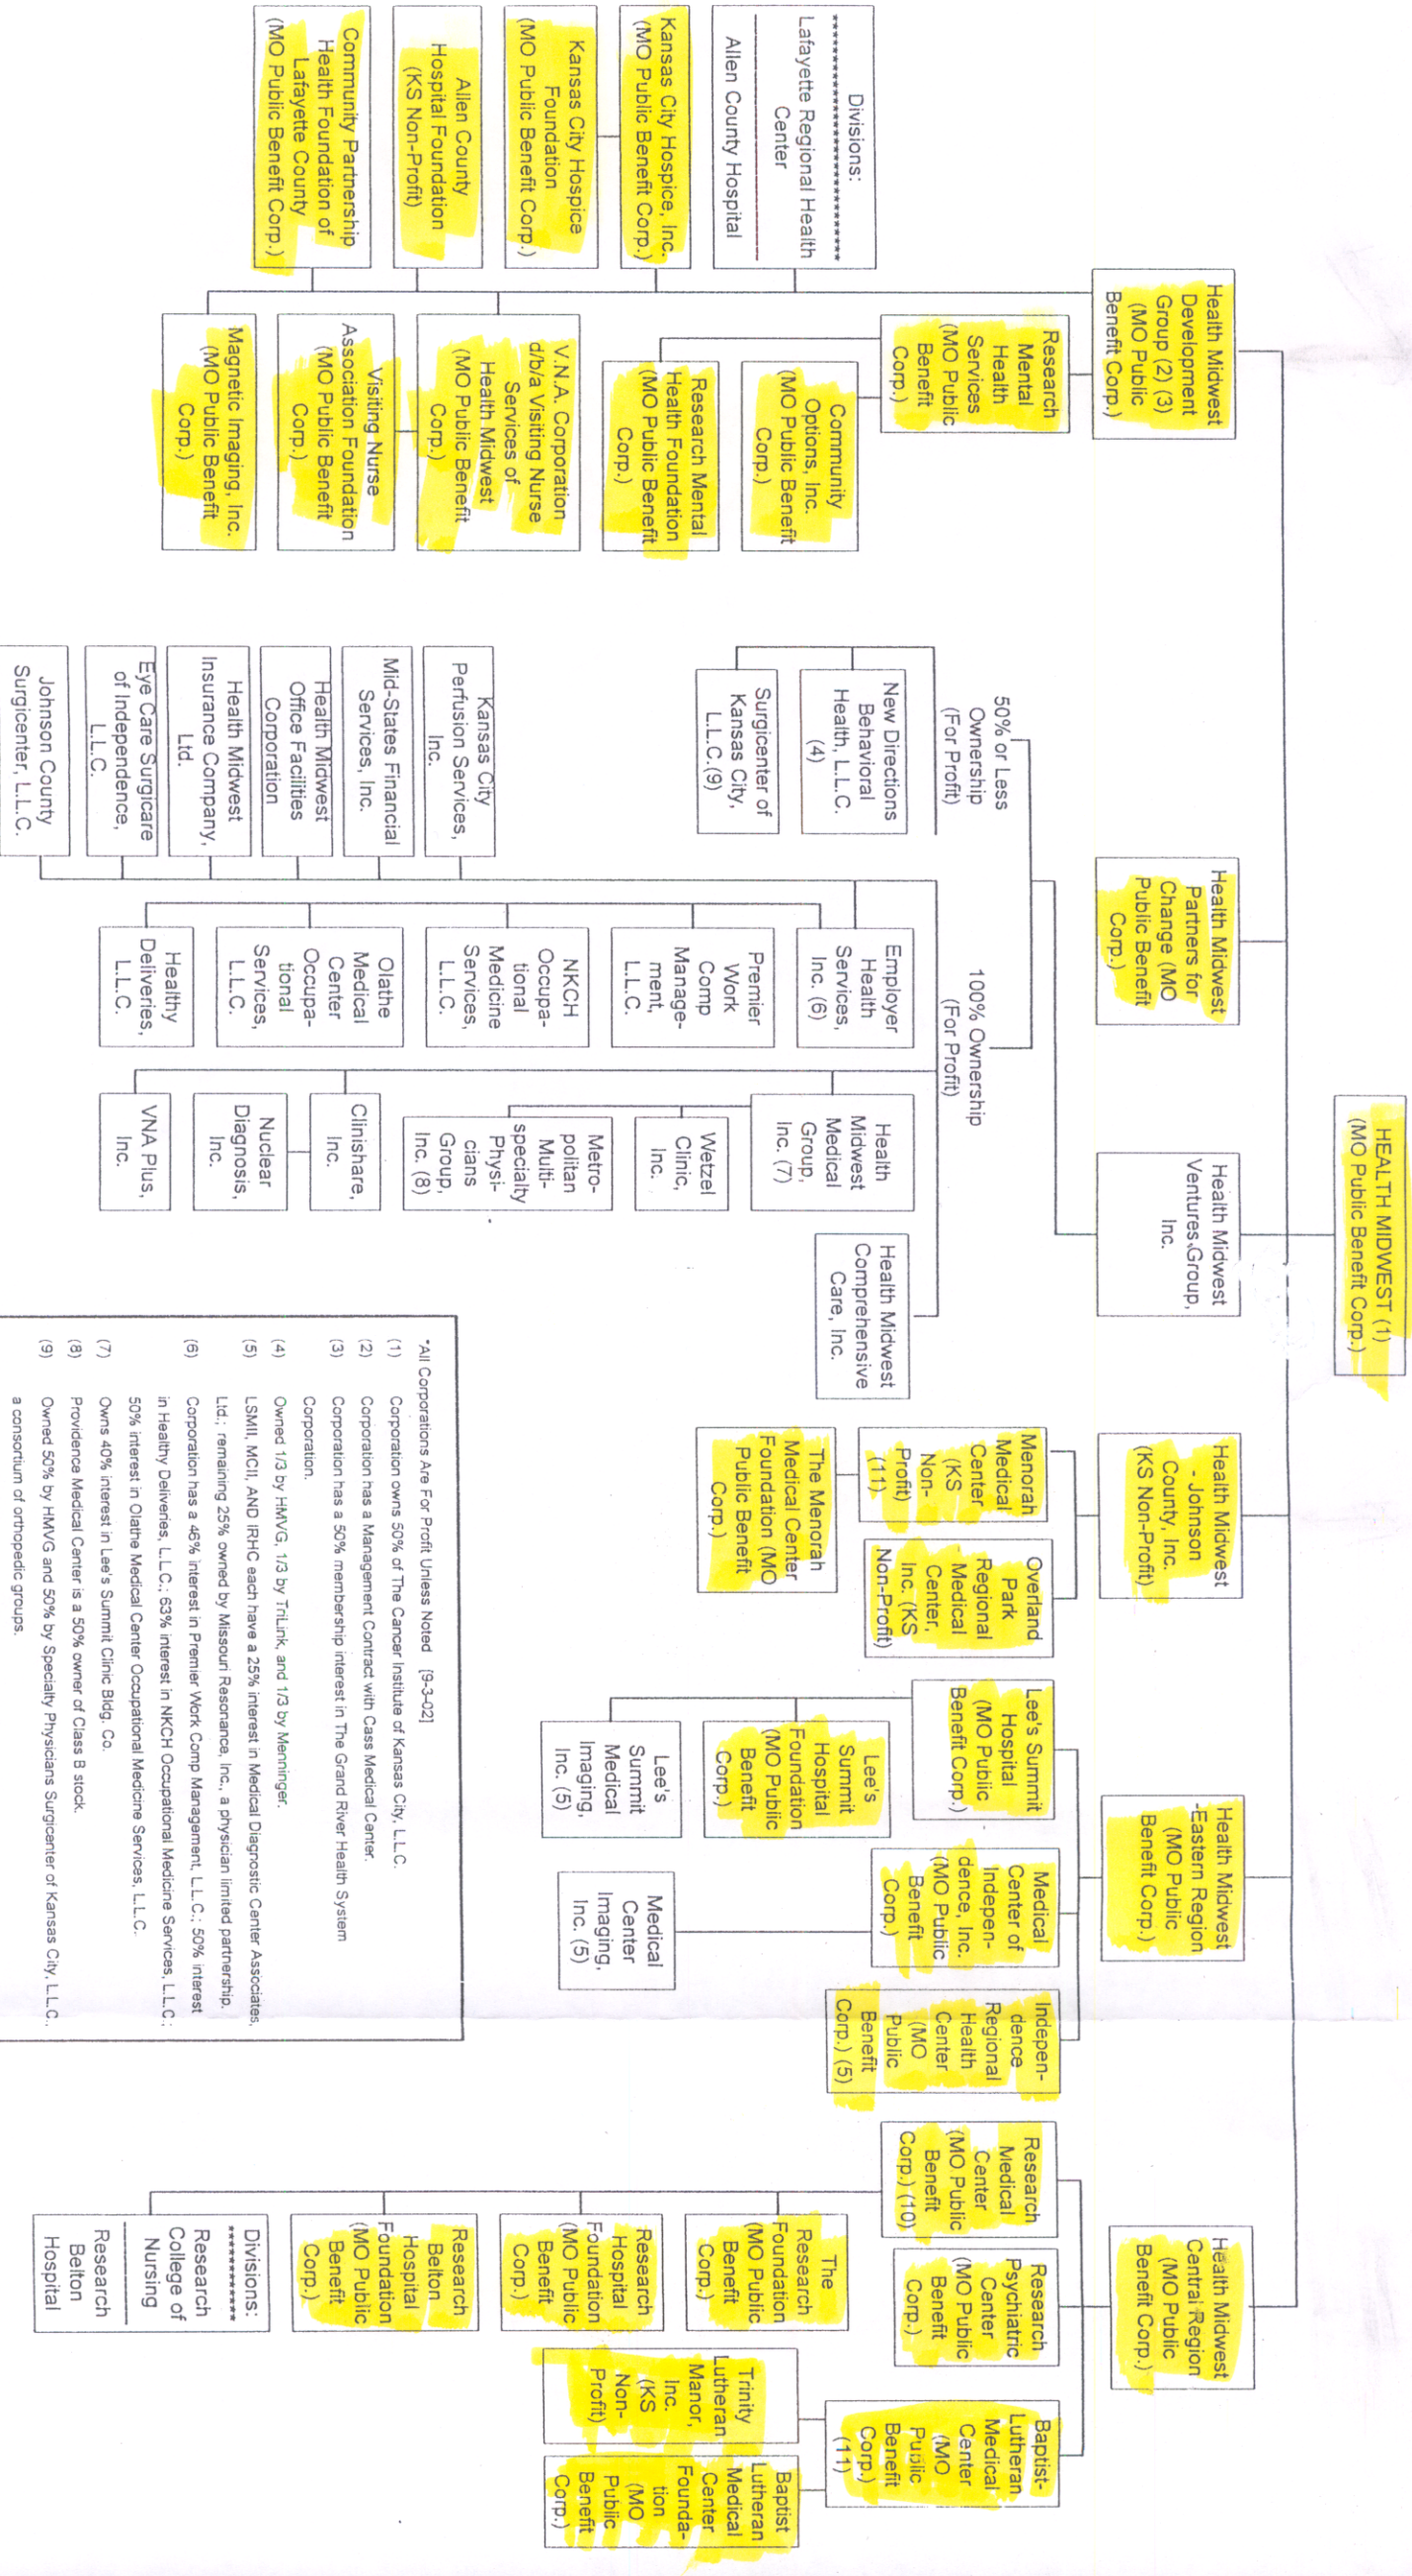 HEALTH MIDWEST (1)
(MO Public Benefit Corp.)
Health Midwest
Development
Group (2) (3)
(MO Public
Benefit Corp.)
Health Midwest
Partners for
Change (MO
Public Benefit
Corp.)
Health Midwest
Ventures Group,
Inc.
Health Midwest
- Johnson
County, Inc.
(KS Non-Profit)
Health Midwest
-Eastern Region
(MO Public
Benefit Corp.)
Health Midwest
Central Region
(MO Public
Benefit Corp.)
Research
Mental
Health
Services
(MO Public
Benefit
Corp.)
Community
Options, Inc.
(MO Public Benefit
Corp.)
Research Mental
Health Foundation
(MO Public Benefit
Corp.)
Divisions:
**************************
Lafayette Regional Health
Center
Allen County Hospital
Kansas City Hospice, Inc.
(MO Public Benefit Corp.)
Kansas City Hospice
Foundation
(MO Public Benefit Corp.)
Allen County
Hospital Foundation
(KS Non-Profit)
Community Partnership
Health Foundation of
Lafayette County
(MO Public Benefit Corp.)
V.N.A. Corporation
d/b/a Visiting Nurse
Services of
Health Midwest
(MO Public Benefit
Corp.)
Visiting Nurse
Association Foundation
(MO Public Benefit
Corp.)
Magnetic Imaging, Inc.
(MO Public Benefit
Corp.)
50% or Less
Ownership
(For Profit)
100% Ownership
(For Profit)
New Directions
Behavioral
Health, L.L.C.
(4)
Surgicenter of
Kansas City,
L.L.C.(9)
Kansas City
Perfusion Services,
Inc.
Mid-States Financial
Services, Inc.
Health Midwest
Office Facilities
Corporation
Health Midwest
Insurance Company,
Ltd.
Eye Care Surgicare
of Independence,
L.L.C.
Johnson County
Surgicenter, L.L.C.
Employer
Health
Services,
Inc. (6)
Premier
Work
Comp
Manage-
ment,
L.L.C.
NKCH
Occupa-
tional
Medicine
Services,
L.L.C.
Olathe
Medical
Center
Occupa-
tional
Services,
L.L.C.
Healthy
Deliveries,
L.L.C.
Health
Midwest
Medical
Group,
Inc. (7)
Wetzel
Clinic,
Inc.
Metro-
politan
Multi-
specialty
Physi-
cians
Group,
Inc. (8)
Clinishare,
Inc.
Nuclear
Diagnosis,
Inc.
VNA Plus,
Inc.
Health Midwest
Comprehensive
Care, Inc.
Menorah
Medical
Center
(KS
Non-
Profit)
(11)
Overland
Park
Regional
Medical
Center,
Inc. (KS
Non-Profit)
The Menorah
Medical Center
Foundation (MO
Public Benefit
Corp.)
Lee's Summit
Hospital
(MO Public
Benefit Corp.)
Lee's
Summit
Hospital
Foundation
(MO Public
Benefit
Corp.)
Lee's
Summit
Medical
Imaging,
Inc. (5)
Medical
Center of
Indepen-
dence, Inc.
(MO Public
Benefit
Corp.)
Medical
Center
Imaging,
Inc. (5)
Indepen-
dence
Regional
Health
Center
(MO
Public
Benefit
Corp.) (5)
Research
Medical
Center
(MO Public
Benefit
Corp.) (10)
Research
Psychiatric
Center
(MO Public
Benefit
Corp.)
Baptist-
Lutheran
Medical
Center
(MO
Public
Benefit
Corp.)
(11)
The
Research
Foundation
(MO Public
Benefit
Corp.)
Research
Hospital
Foundation
(MO Public
Benefit
Corp.)
Research
Belton
Hospital
Foundation
(MO Public
Benefit
Corp.)
Divisions:
***********
Research
College of
Nursing
Research
Belton
Hospital
Trinity
Lutheran
Manor,
Inc.
(KS
Non-
Profit)
Baptist
Lutheran
Medical
Center
Founda-
tion
(MO
Public
Benefit
Corp.)
*All Corporations Are For Profit Unless Noted [9-3-02]
(1) Corporation owns 50% of The Cancer Institute of Kansas City, L.L.C.
(2) Corporation has a Management Contract with Cass Medical Center.
(3) Corporation has a 50% membership interest in The Grand River Health System
Corporation.
(4) Owned 1/3 by HMVG, 1/3 by TriLink, and 1/3 by Menninger.
(5) LSMII, MCII, AND IRHC each have a 25% interest in Medical Diagnostic Center Associates,
Ltd.; remaining 25% owned by Missouri Resonance, Inc., a physician limited partnership.
(6) Corporation has a 46% interest in Premier Work Comp Management, L.L.C.; 50% interest
in Healthy Deliveries, L.L.C.; 63% interest in NKCH Occupational Medicine Services, L.L.C.;
50% interest in Olathe Medical Center Occupational Medicine Services, L.L.C.
(7) Owns 40% interest in Lee's Summit Clinic Bldg. Co.
(8) Providence Medical Center is a 50% owner of Class B stock.
(9) Owned 50% by HMVG and 50% by Specialty Physicians Surgicenter of Kansas City, L.L.C.,
a consortium of orthopedic groups.